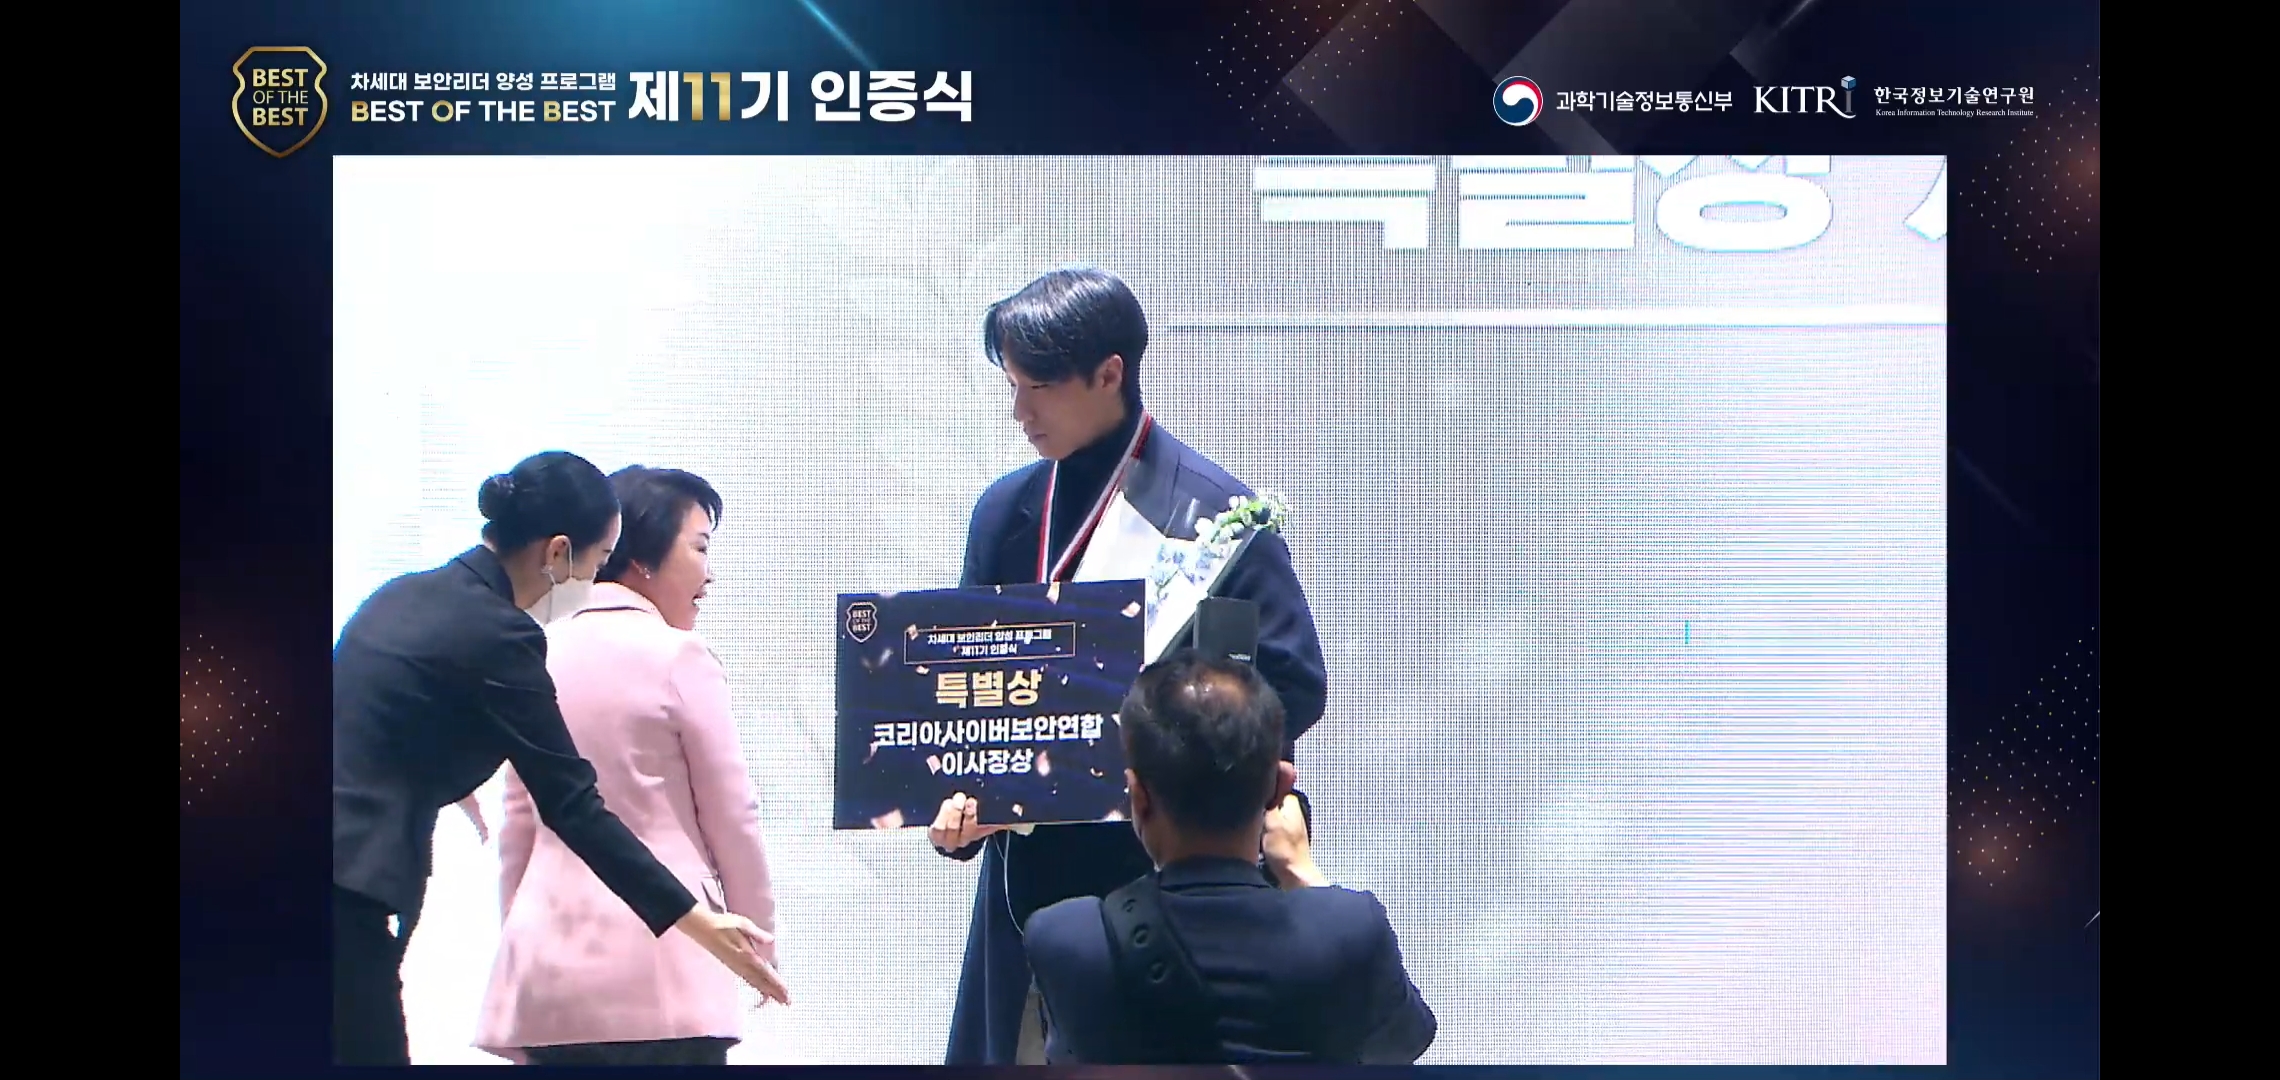 BEST
OF THE
BEST
차세대 보안리더 양성 프로그램
BEST OF THE BEST
제11기 인증식
과학기술정보통신부
KITRi
한국정보기술연구원
Korea Information Technology Research Institute
특별상
BEST
OF THE
BEST
차세대 보안리더 양성 프로그램
제11기 인증식
특별상
코리아사이버보안연합
이사장상